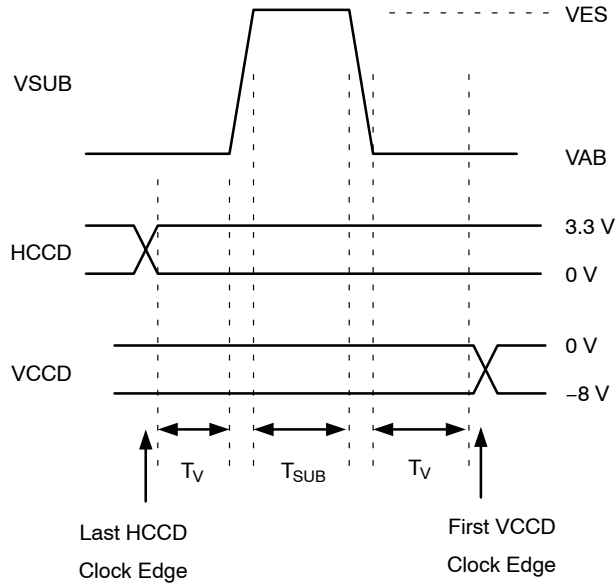 VES
VSUB
VAB
3.3 V
HCCD
0 V
0 V
VCCD
−8 V
TV
TSUB
TV
Last HCCD
Clock Edge
First VCCD
Clock Edge